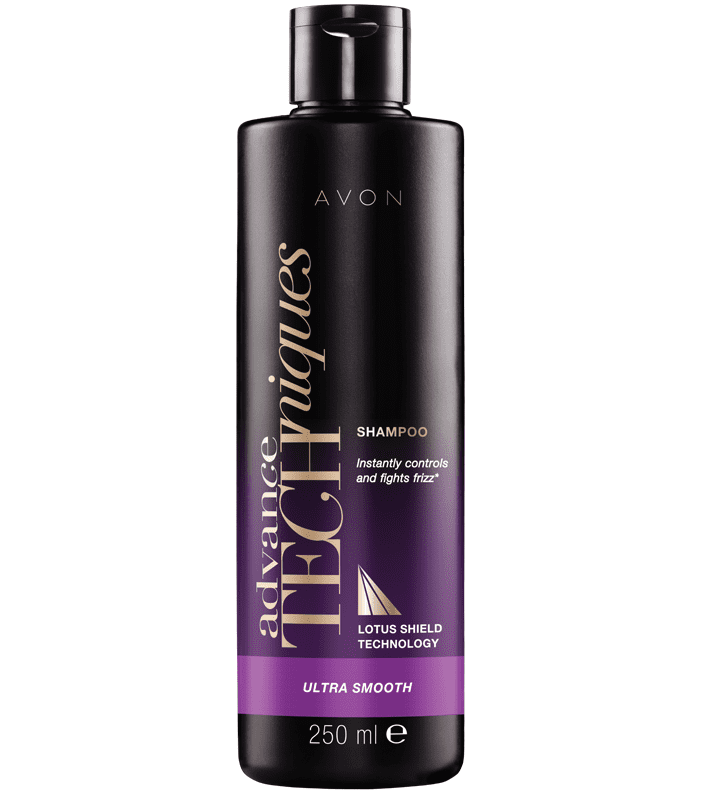 AVON
advance
TECHniques
SHAMPOO
Instantly controls
and fights frizz*
LOTUS SHIELD
TECHNOLOGY
ULTRA SMOOTH
250 ml ℮